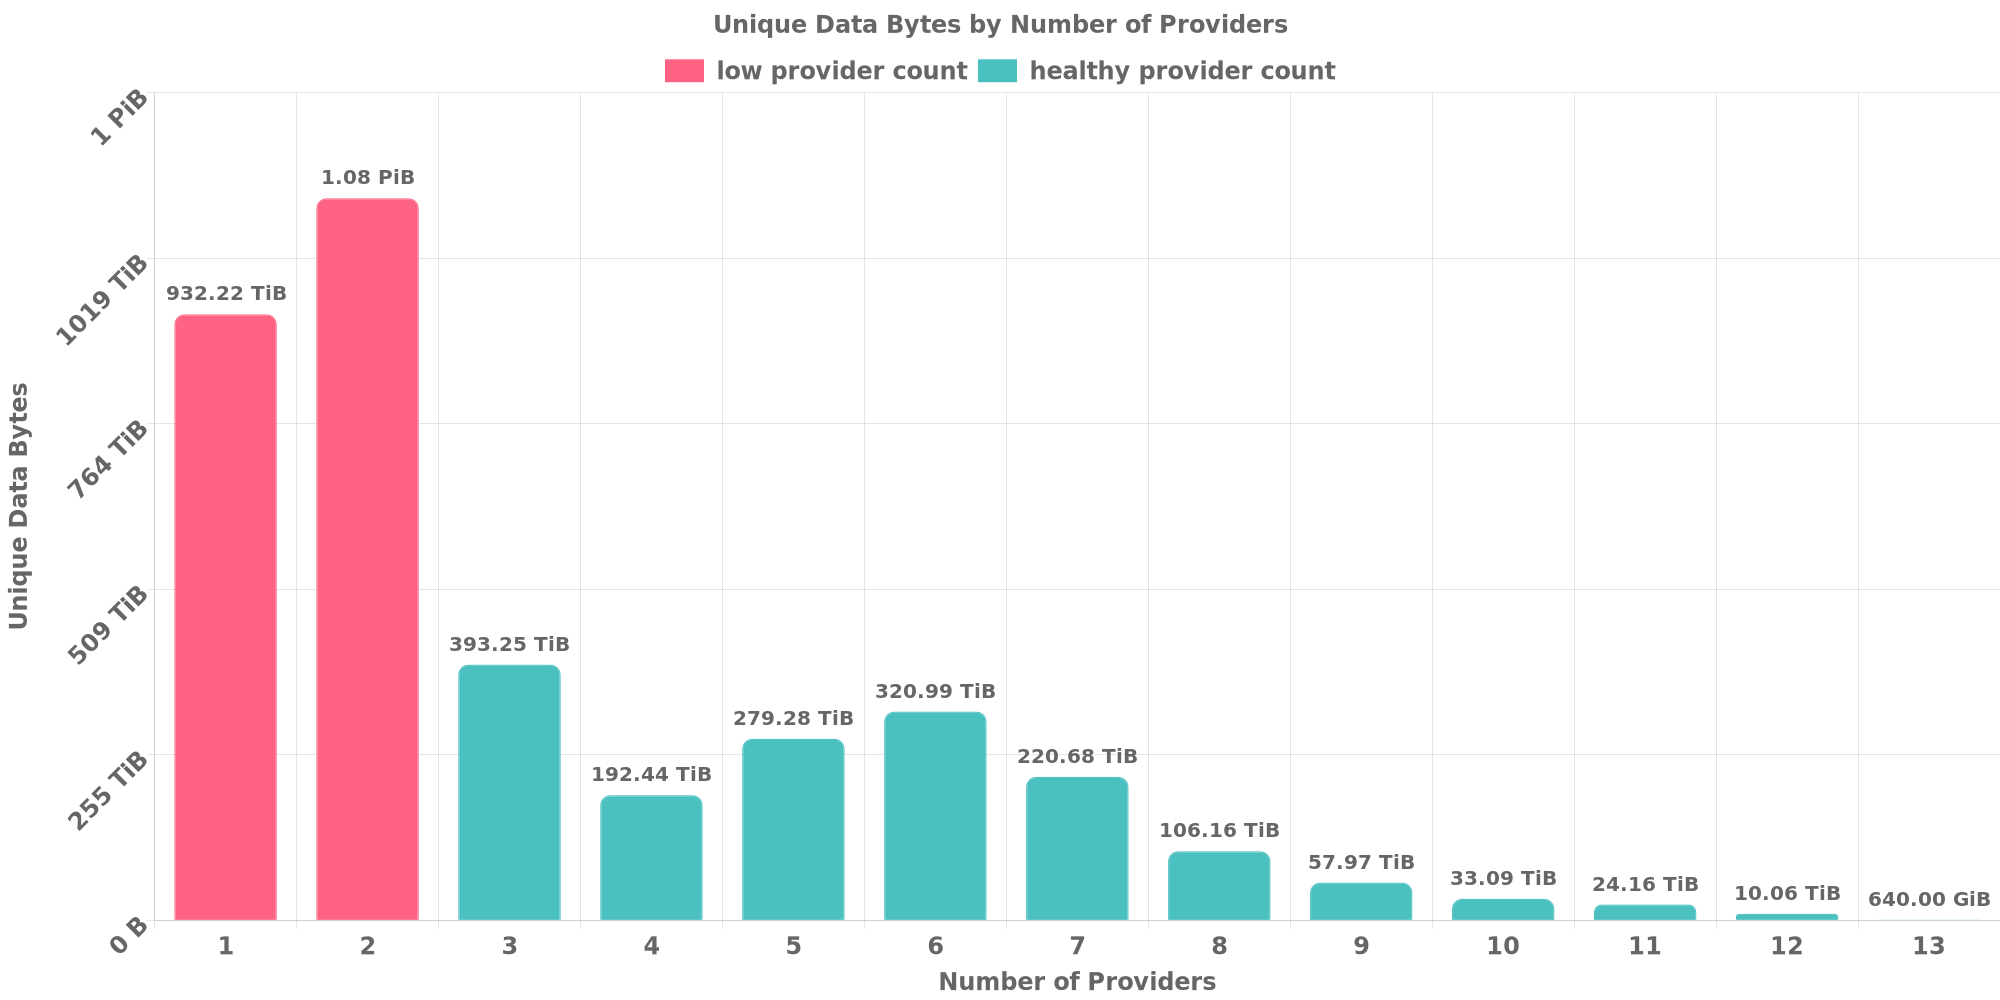 Unique Data Bytes by Number of Providers
low provider count healthy provider count
1 PiB
1019 TiB
764 TiB
509 TiB
255 TiB
0 B
Unique Data Bytes
932.22 TiB
1.08 PiB
393.25 TiB
192.44 TiB
279.28 TiB
320.99 TiB
220.68 TiB
106.16 TiB
57.97 TiB
33.09 TiB
24.16 TiB
10.06 TiB
640.00 GiB
1 2 3 4 5 6 7 8 9 10 11 12 13
Number of Providers